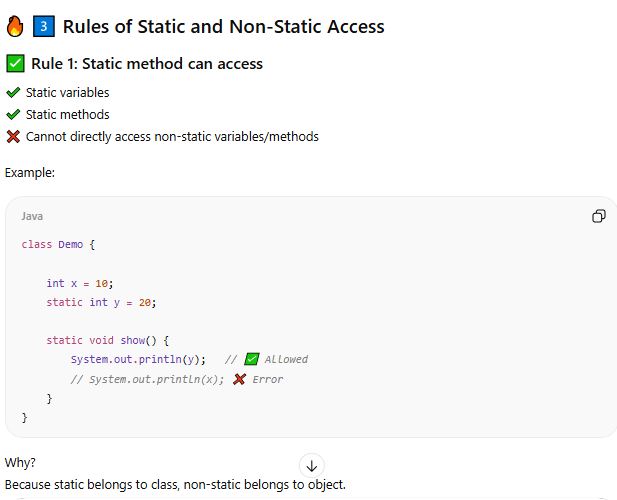 🔥 3️⃣ Rules of Static and Non-Static Access
✅ Rule 1: Static method can access
✔ Static variables
✔ Static methods
❌ Cannot directly access non-static variables/methods
Example:
Java
class Demo {
    int x = 10;
    static int y = 20;
    static void show() {
        System.out.println(y);   // ✅ Allowed
        // System.out.println(x); ❌ Error
    }
}
Why?
Because static belongs to class, non-static belongs to object.